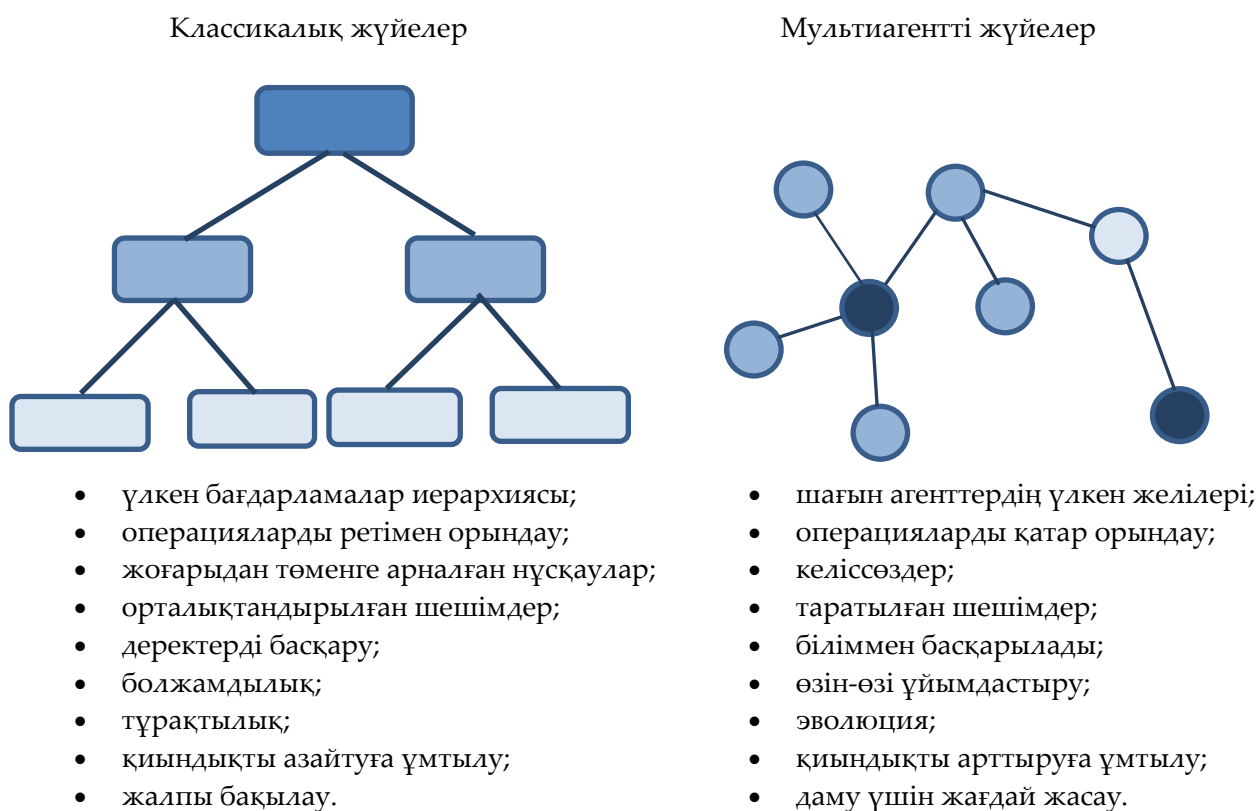 Классикалық жүйелер
Мультиагентті жүйелер
• үлкен бағдарламалар иерархиясы;
• операцияларды ретімен орындау;
• жоғарыдан төменге арналған нұсқаулар;
• орталықтандырылған шешімдер;
• деректерді басқару;
• болжамдылық;
• тұрақтылық;
• қиындықты азайтуға ұмтылу;
• жалпы бақылау.
• шағын агенттердің үлкен желілері;
• операцияларды қатар орындау;
• келіссөздер;
• таратылған шешімдер;
• біліммен басқарылады;
• өзін-өзі ұйымдастыру;
• эволюция;
• қиындықты арттыруға ұмтылу;
• даму үшін жағдай жасау.